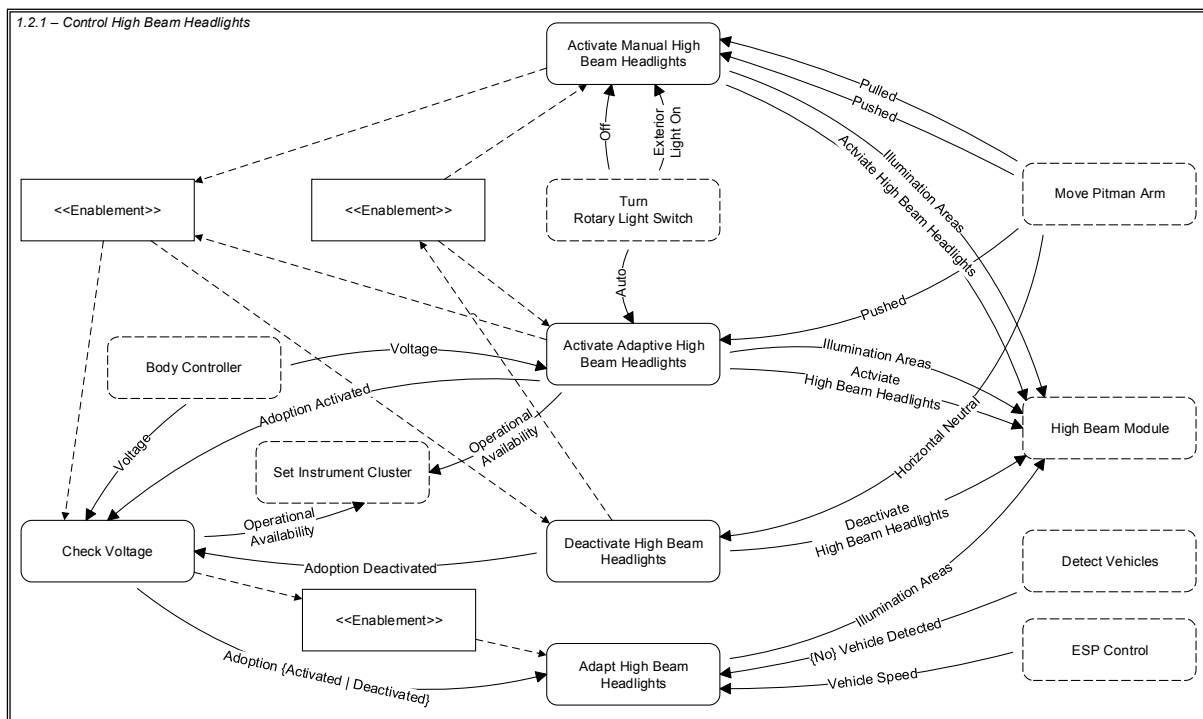 1.2.1 – Control High Beam Headlights
Activate Manual High
Beam Headlights
Pulled
Pushed
Off
Exterior
Light On
Illumination Areas
Actviate High Beam Headlights
<<Enablement>>
<<Enablement>>
Turn
Rotary Light Switch
Move Pitman Arm
Auto
Pushed
Body Controller
Voltage
Activate Adaptive High
Beam Headlights
Illumination Areas
Actviate
High Beam Headlights
Adoption Activated
Voltage
Operational
Availability
Horizontal Neutral
High Beam Module
Set Instrument Cluster
Operational
Availability
Check Voltage
Deactivate High Beam
Headlights
Deactivate
High Beam Headlights
Adoption Deactivated
Detect Vehicles
<<Enablement>>
Illumination Areas
{No} Vehicle Detected
ESP Control
Adoption {Activated | Deactivated}
Adapt High Beam
Headlights
Vehicle Speed